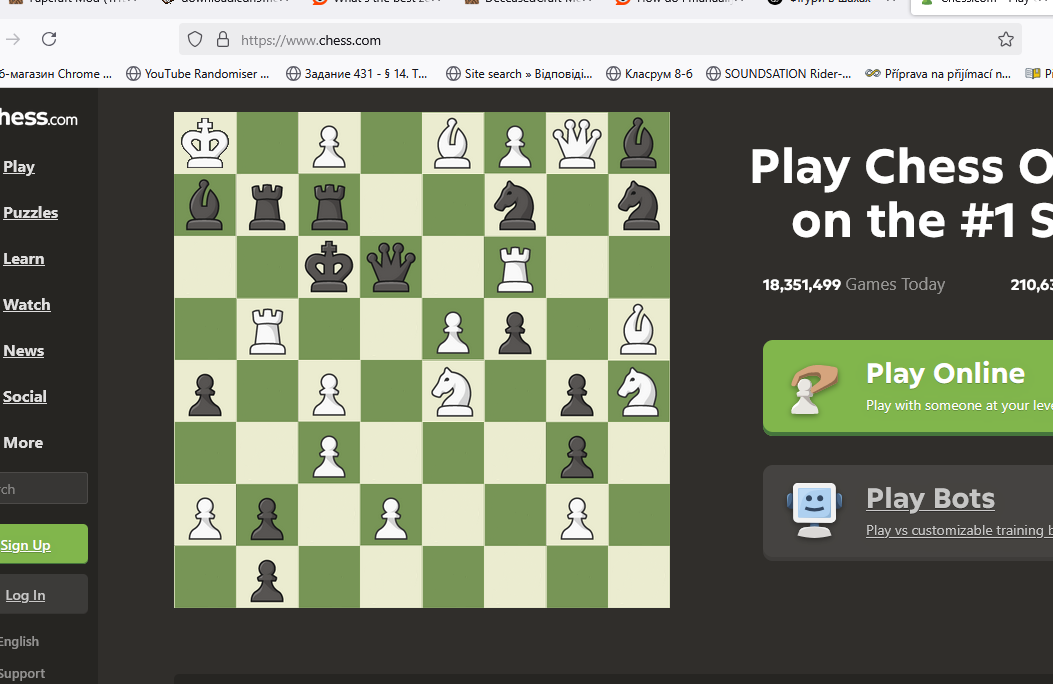 https://www.chess.com
б-магазин Chrome ...
YouTube Randomiser ...
Задание 431 - § 14. Т...
Site search » Відповіді...
Класрум 8-б
SOUNDSATION Rider-...
Příprava na přijímací n...
hess.com
Play
Puzzles
Learn
Watch
News
Social
More
rch
Sign Up
Log In
English
Support
Play Chess O
on the #1 S
18,351,499 Games Today
210,63
Play Online
Play with someone at your leve
Play Bots
Play vs customizable training b